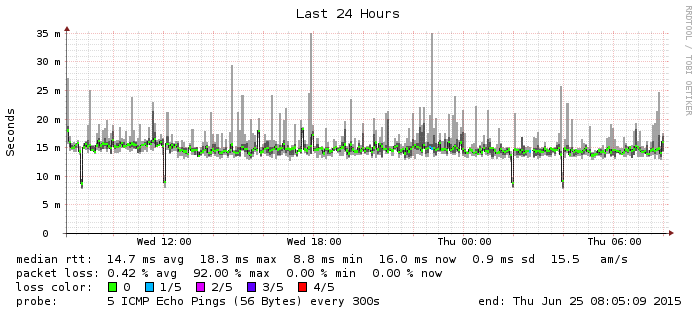 Last 24 Hours
RRDTOOL / TOBI OETIKER
Seconds
35 m
30 m
25 m
20 m
15 m
10 m
5 m
0
Wed 12:00 Wed 18:00 Thu 00:00 Thu 06:00
median rtt: 14.7 ms avg 18.3 ms max 8.8 ms min 16.0 ms now 0.9 ms sd 15.5 am/s
packet loss: 0.42 % avg 92.00 % max 0.00 % min 0.00 % now
loss color: 0 1/5 2/5 3/5 4/5
probe: 5 ICMP Echo Pings (56 Bytes) every 300s end: Thu Jun 25 08:05:09 2015